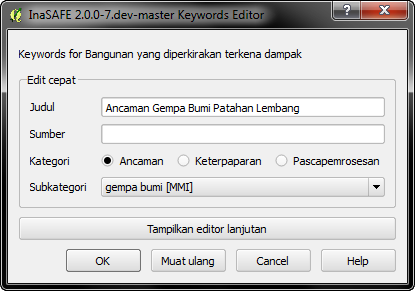 InaSAFE 2.0.0-7.dev-master Keywords Editor
Keywords for Bangunan yang diperkirakan terkena dampak
Edit cepat
Judul Ancaman Gempa Bumi Patahan Lembang
Sumber
Kategori Ancaman Keterpaparan Pascapemrosesan
Subkategori gempa bumi [MMI]
Tampilkan editor lanjutan
OK Muat ulang Cancel Help